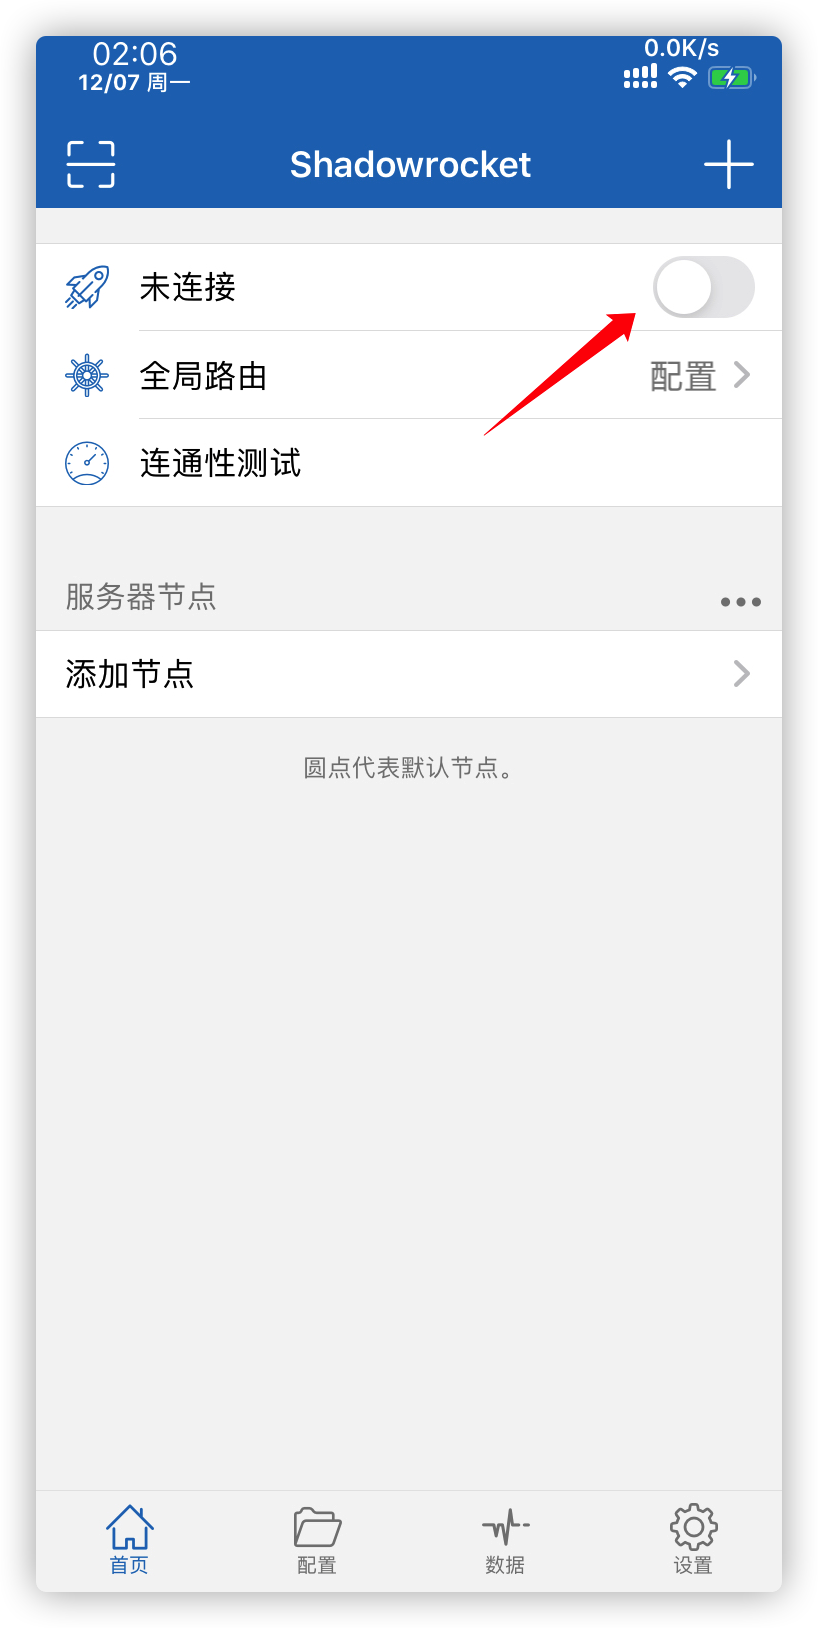 02:06
0.0K/s
12/07 周一
Shadowrocket
未连接
全局路由
配置
连通性测试
服务器节点
添加节点
圆点代表默认节点。
首页
配置
数据
设置